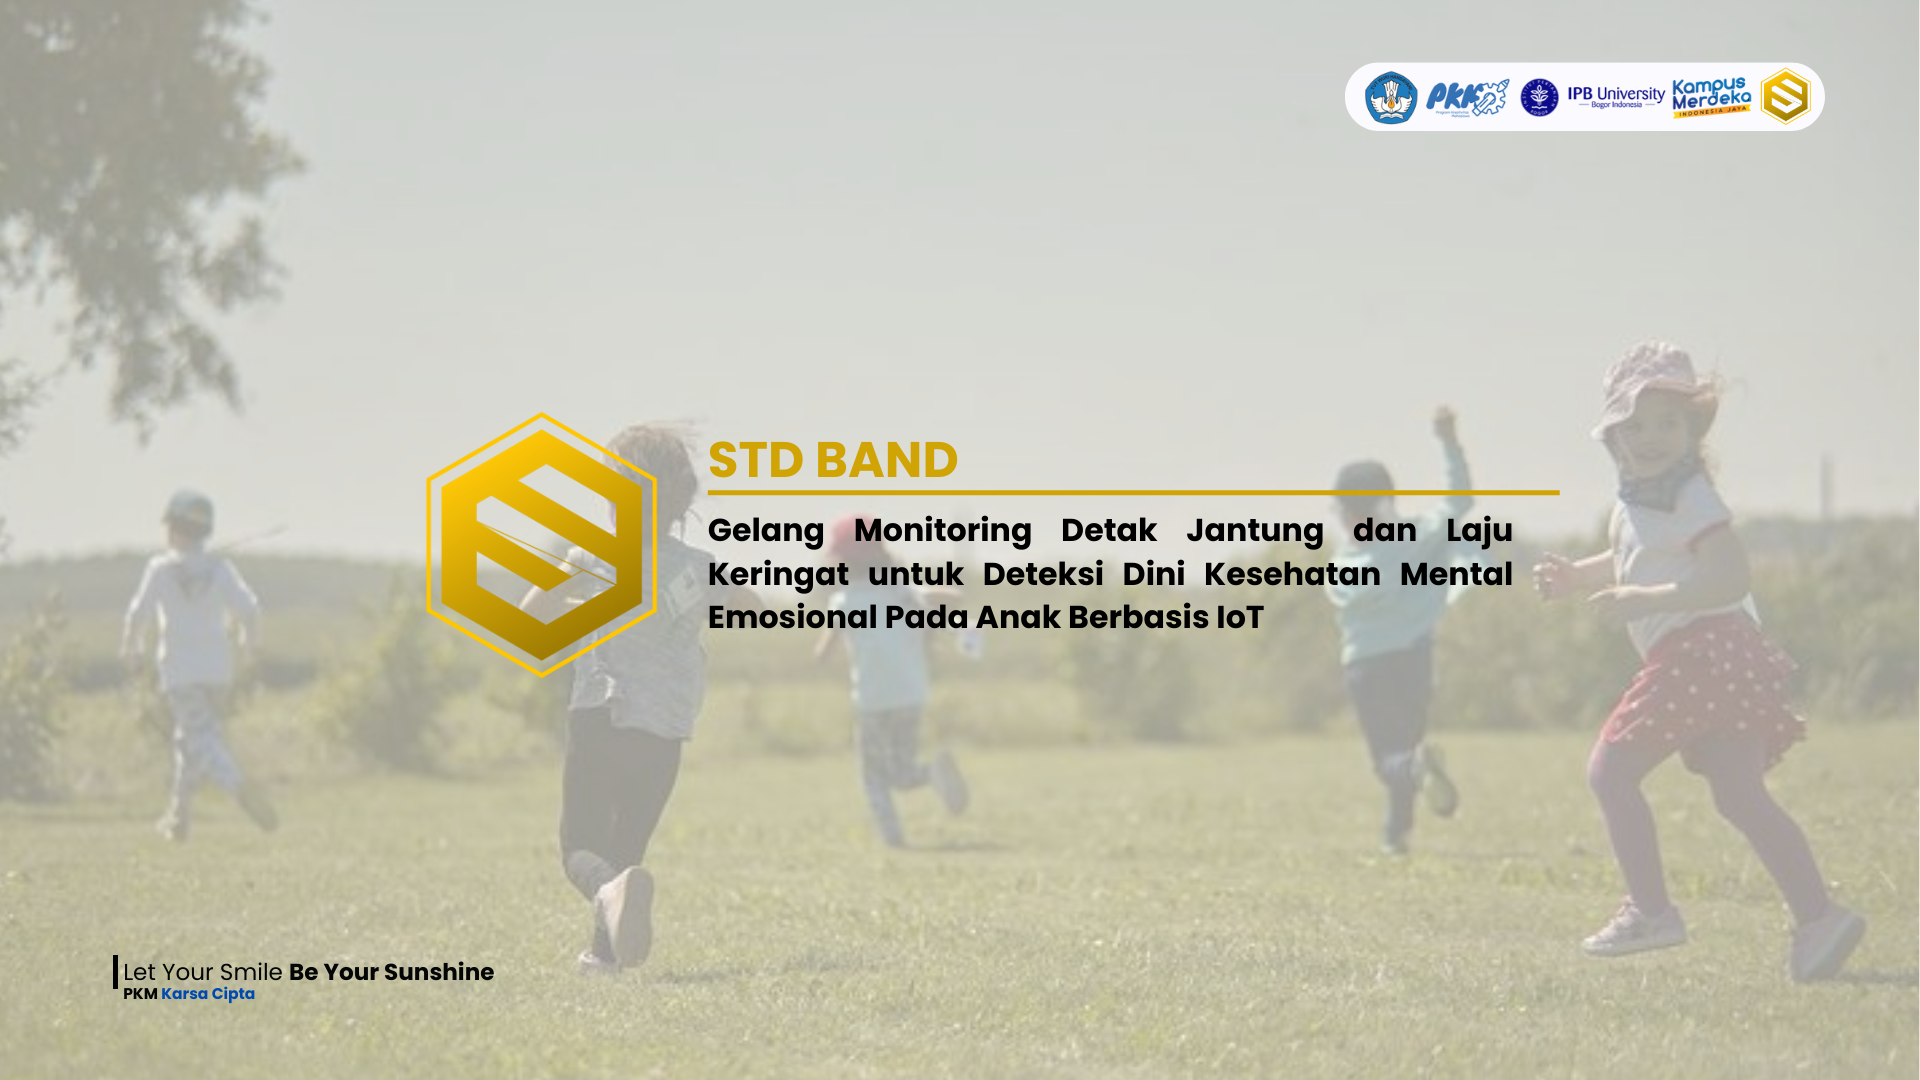 PKM
IPB University
Bogor Indonesia
Kampus
Merdeka
INDONESIA JAYA
STD BAND
Gelang Monitoring Detak Jantung dan Laju
Keringat untuk Deteksi Dini Kesehatan Mental
Emosional Pada Anak Berbasis IoT
Let Your Smile Be Your Sunshine
PKM Karsa Cipta